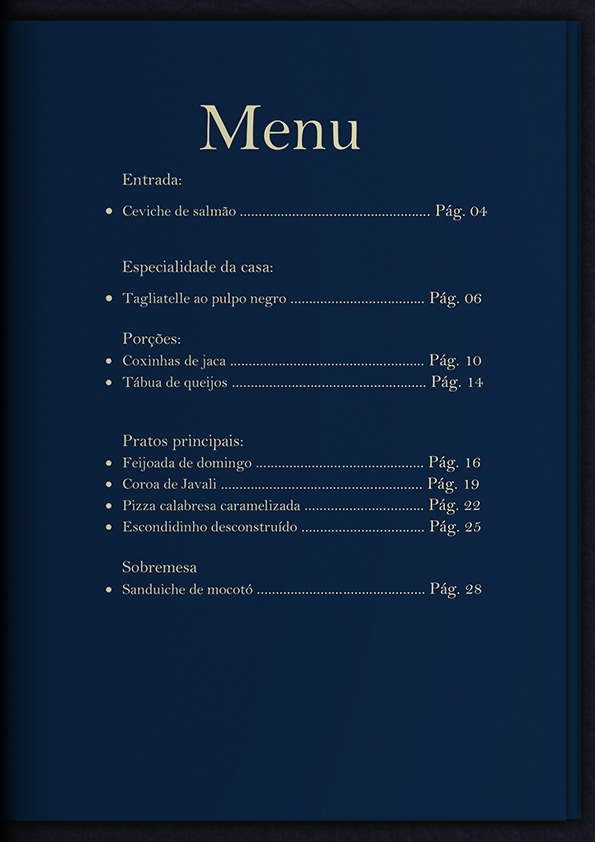 Menu
Entrada:
• Ceviche de salmão .................................................. Pág. 04
Especialidade da casa:
• Tagliatelle ao pulpo negro ................................... Pág. 06
Porções:
• Coxinhas de jaca ................................................... Pág. 10
• Tábua de queijos ................................................... Pág. 14
Pratos principais:
• Feijoada de domingo ............................................ Pág. 16
• Coroa de Javali ..................................................... Pág. 19
• Pizza calabresa caramelizada ............................... Pág. 22
• Escondidinho desconstruído ................................ Pág. 25
Sobremesa
• Sanduiche de mocotó ............................................ Pág. 28